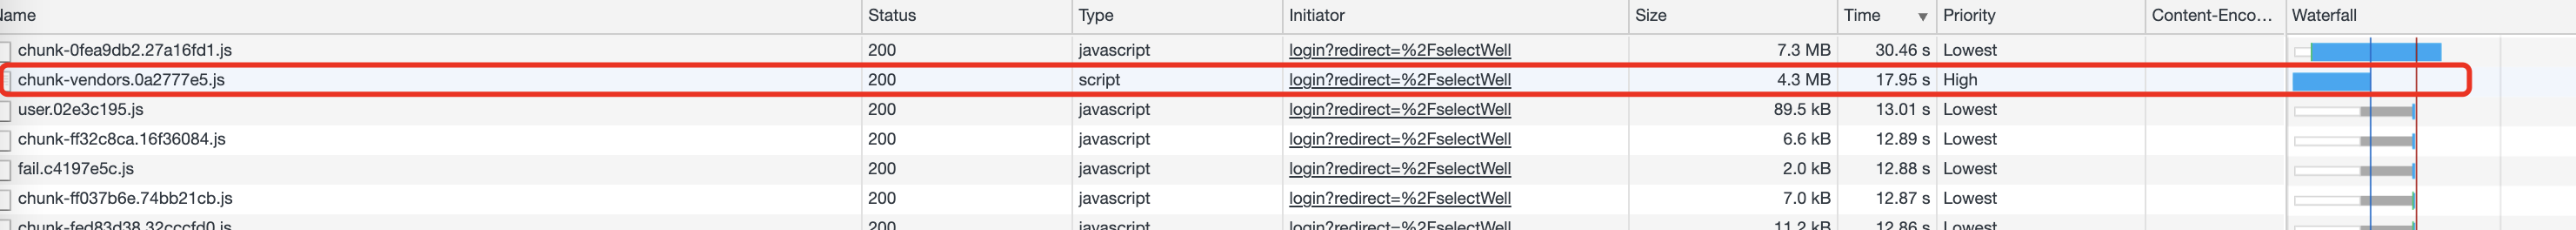 Name Status Type Initiator Size Time ▼ Priority Content-Enco... Waterfall
chunk-0fea9db2.27a16fd1.js 200 javascript login?redirect=%2FselectWell 7.3 MB 30.46 s Lowest
chunk-vendors.0a2777e5.js 200 script login?redirect=%2FselectWell 4.3 MB 17.95 s High
user.02e3c195.js 200 javascript login?redirect=%2FselectWell 89.5 kB 13.01 s Lowest
chunk-ff32c8ca.16f36084.js 200 javascript login?redirect=%2FselectWell 6.6 kB 12.89 s Lowest
fail.c4197e5c.js 200 javascript login?redirect=%2FselectWell 2.0 kB 12.88 s Lowest
chunk-ff037b6e.74bb21cb.js 200 javascript login?redirect=%2FselectWell 7.0 kB 12.87 s Lowest
chunk-fed83d38.32cccfd0.js 200 javascript login?redirect=%2FselectWell 11.2 kB 12.86 s Lowest